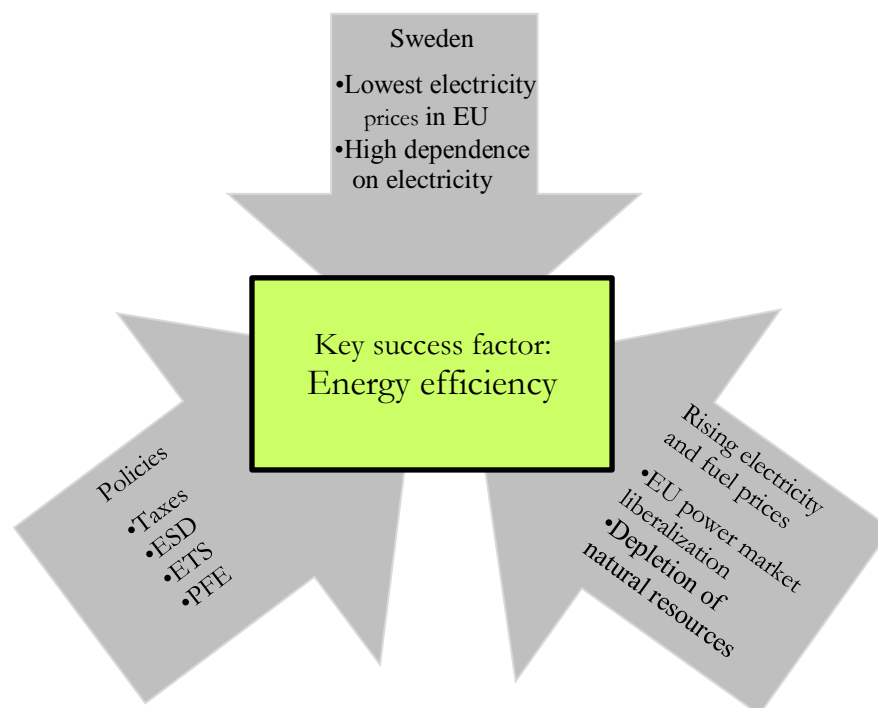 Sweden
•Lowest electricity
prices in EU
•High dependence
on electricity
Key success factor:
Energy efficiency
Policies
•Taxes
•ESD
•ETS
•PFE
Rising electricity
and fuel prices
•EU power market
liberalization
•Depletion of
natural resources